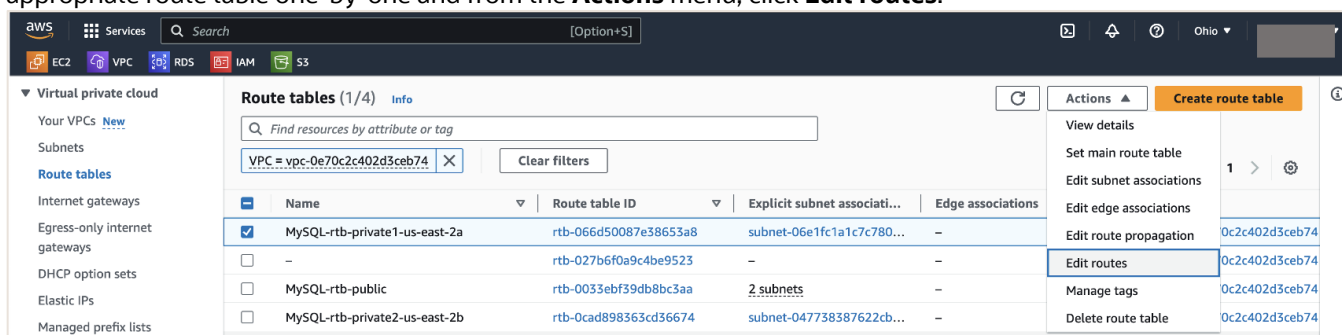 appropriate route table one-by-one and from the Actions menu, click Edit routes.
aws Services Search [Option+S] Ohio
EC2 VPC RDS IAM S3
Virtual private cloud
Your VPCs New
Subnets
Route tables
Internet gateways
Egress-only internet
gateways
DHCP option sets
Elastic IPs
Managed prefix lists
Route tables (1/4) Info
Actions Create route table
Find resources by attribute or tag
VPC = vpc-0e70c2c402d3ceb74 Clear filters
1
Name Route table ID Explicit subnet associati... Edge associations
MySQL-rtb-private1-us-east-2a rtb-066d50087e38653a8 subnet-06e1fc1a1c7c780... – 0c2c402d3ceb74
– rtb-027b6f0a9c4be9523 – – 0c2c402d3ceb74
MySQL-rtb-public rtb-0033ebf39db8bc3aa 2 subnets – 0c2c402d3ceb74
MySQL-rtb-private2-us-east-2b rtb-0cad898363cd36674 subnet-047738387622cb... – 0c2c402d3ceb74
View details
Set main route table
Edit subnet associations
Edit edge associations
Edit route propagation
Edit routes
Manage tags
Delete route table